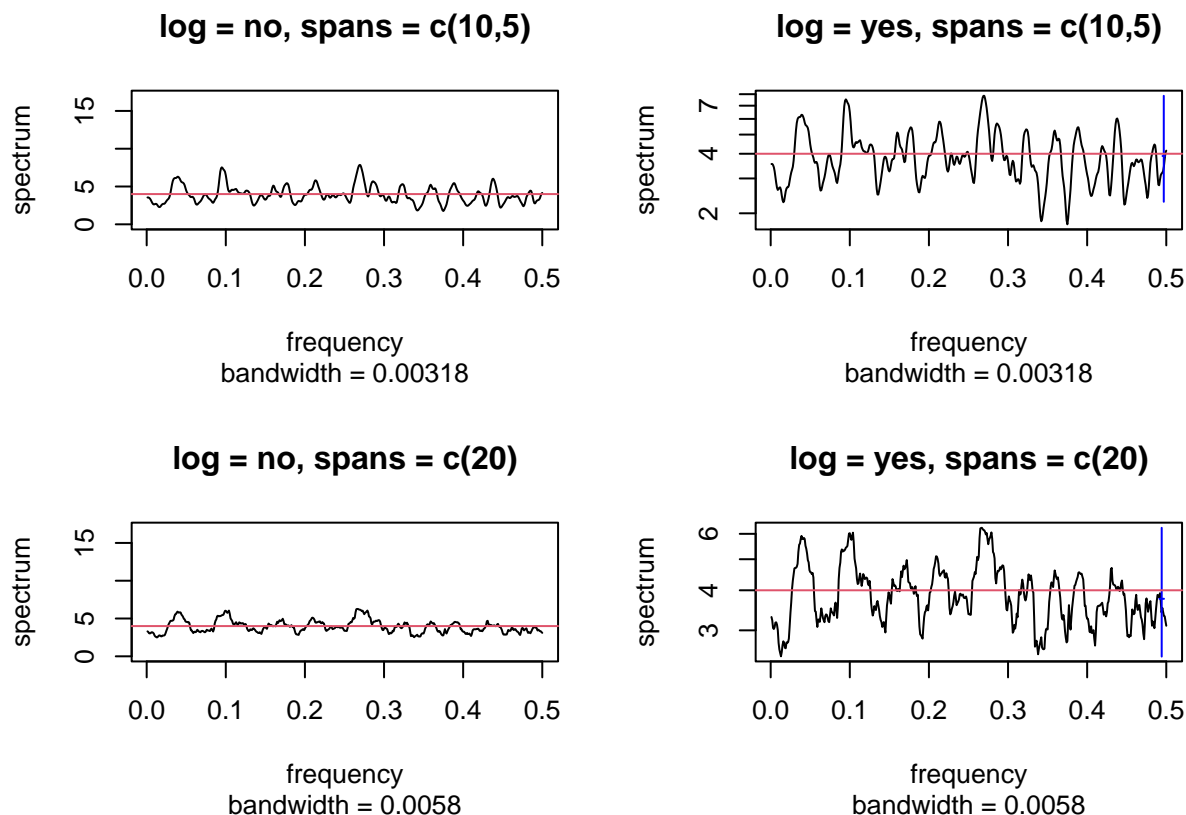 log = no, spans = c(10,5)
spectrum
0 5 15
0.0 0.1 0.2 0.3 0.4 0.5
frequency
bandwidth = 0.00318
log = yes, spans = c(10,5)
spectrum
2 4 7
0.0 0.1 0.2 0.3 0.4 0.5
frequency
bandwidth = 0.00318
log = no, spans = c(20)
spectrum
0 5 15
0.0 0.1 0.2 0.3 0.4 0.5
frequency
bandwidth = 0.0058
log = yes, spans = c(20)
spectrum
3 4 6
0.0 0.1 0.2 0.3 0.4 0.5
frequency
bandwidth = 0.0058